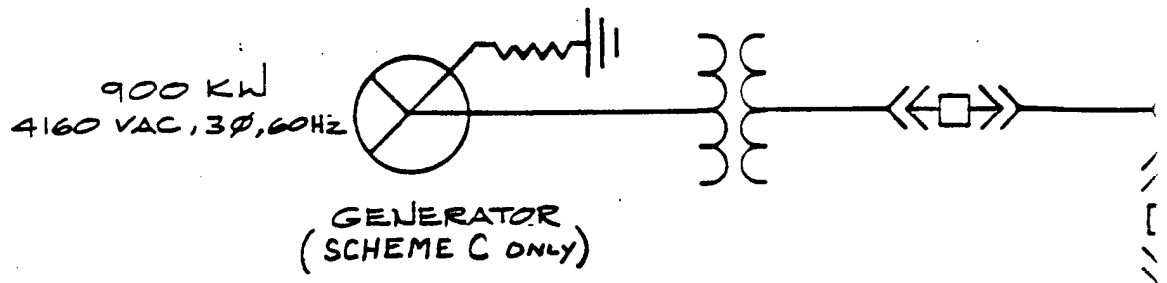 900 KW
4160 VAC, 3Ø, 60Hz
GENERATOR
(SCHEME C ONLY)